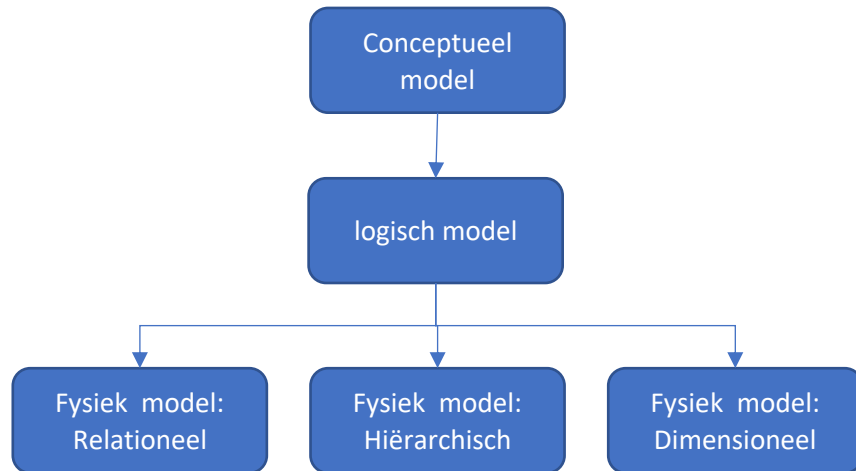 Conceptueel
model
logisch model
Fysiek model:
Relationeel
Fysiek model:
Hiërarchisch
Fysiek model:
Dimensioneel